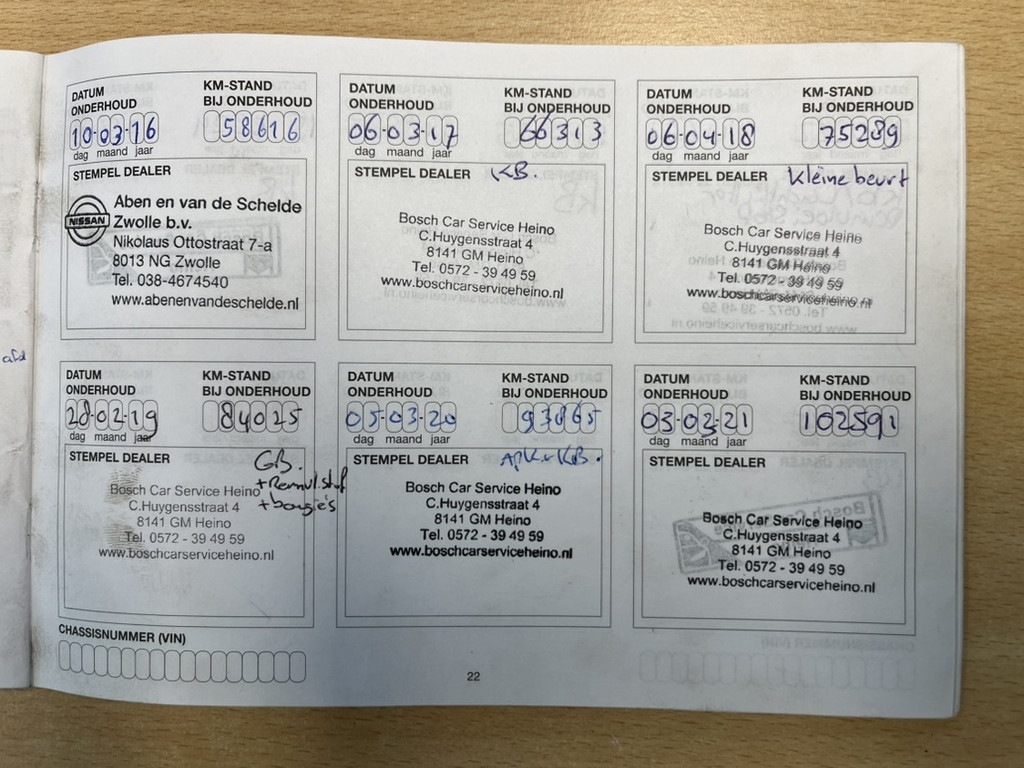 DATUM
ONDERHOUD
KM-STAND
BIJ ONDERHOUD
10-03-16
58616
dag maand jaar
STEMPEL DEALER
NISSAN
Aben en van de Schelde
Zwolle b.v.
Nikolaus Ottostraat 7-a
8013 NG Zwolle
Tel. 038-4674540
www.abenenvandeschelde.nl
DATUM
ONDERHOUD
KM-STAND
BIJ ONDERHOUD
06-03-17
66313
dag maand jaar
STEMPEL DEALER
KB.
Bosch Car Service Heino
C.Huygensstraat 4
8141 GM Heino
Tel. 0572 - 39 49 59
www.boschcarserviceheino.nl
DATUM
ONDERHOUD
KM-STAND
BIJ ONDERHOUD
06-04-18
75289
dag maand jaar
STEMPEL DEALER
kleine beurt
Bosch Car Service Heino
C.Huygensstraat 4
8141 GM Heino
Tel. 0572 - 39 49 59
www.boschcarserviceheino.nl
DATUM
ONDERHOUD
KM-STAND
BIJ ONDERHOUD
20-02-19
84025
dag maand jaar
STEMPEL DEALER
GB.
+ Remvlstof
+ bougie's
Bosch Car Service Heino
C.Huygensstraat 4
8141 GM Heino
Tel. 0572 - 39 49 59
www.boschcarserviceheino.nl
DATUM
ONDERHOUD
KM-STAND
BIJ ONDERHOUD
05-03-20
93865
dag maand jaar
STEMPEL DEALER
APK + KB.
Bosch Car Service Heino
C.Huygensstraat 4
8141 GM Heino
Tel. 0572 - 39 49 59
www.boschcarserviceheino.nl
DATUM
ONDERHOUD
KM-STAND
BIJ ONDERHOUD
03-03-21
102591
dag maand jaar
STEMPEL DEALER
Bosch Car Service Heino
C.Huygensstraat 4
8141 GM Heino
Tel. 0572 - 39 49 59
www.boschcarserviceheino.nl
CHASSISNUMMER (VIN)
22